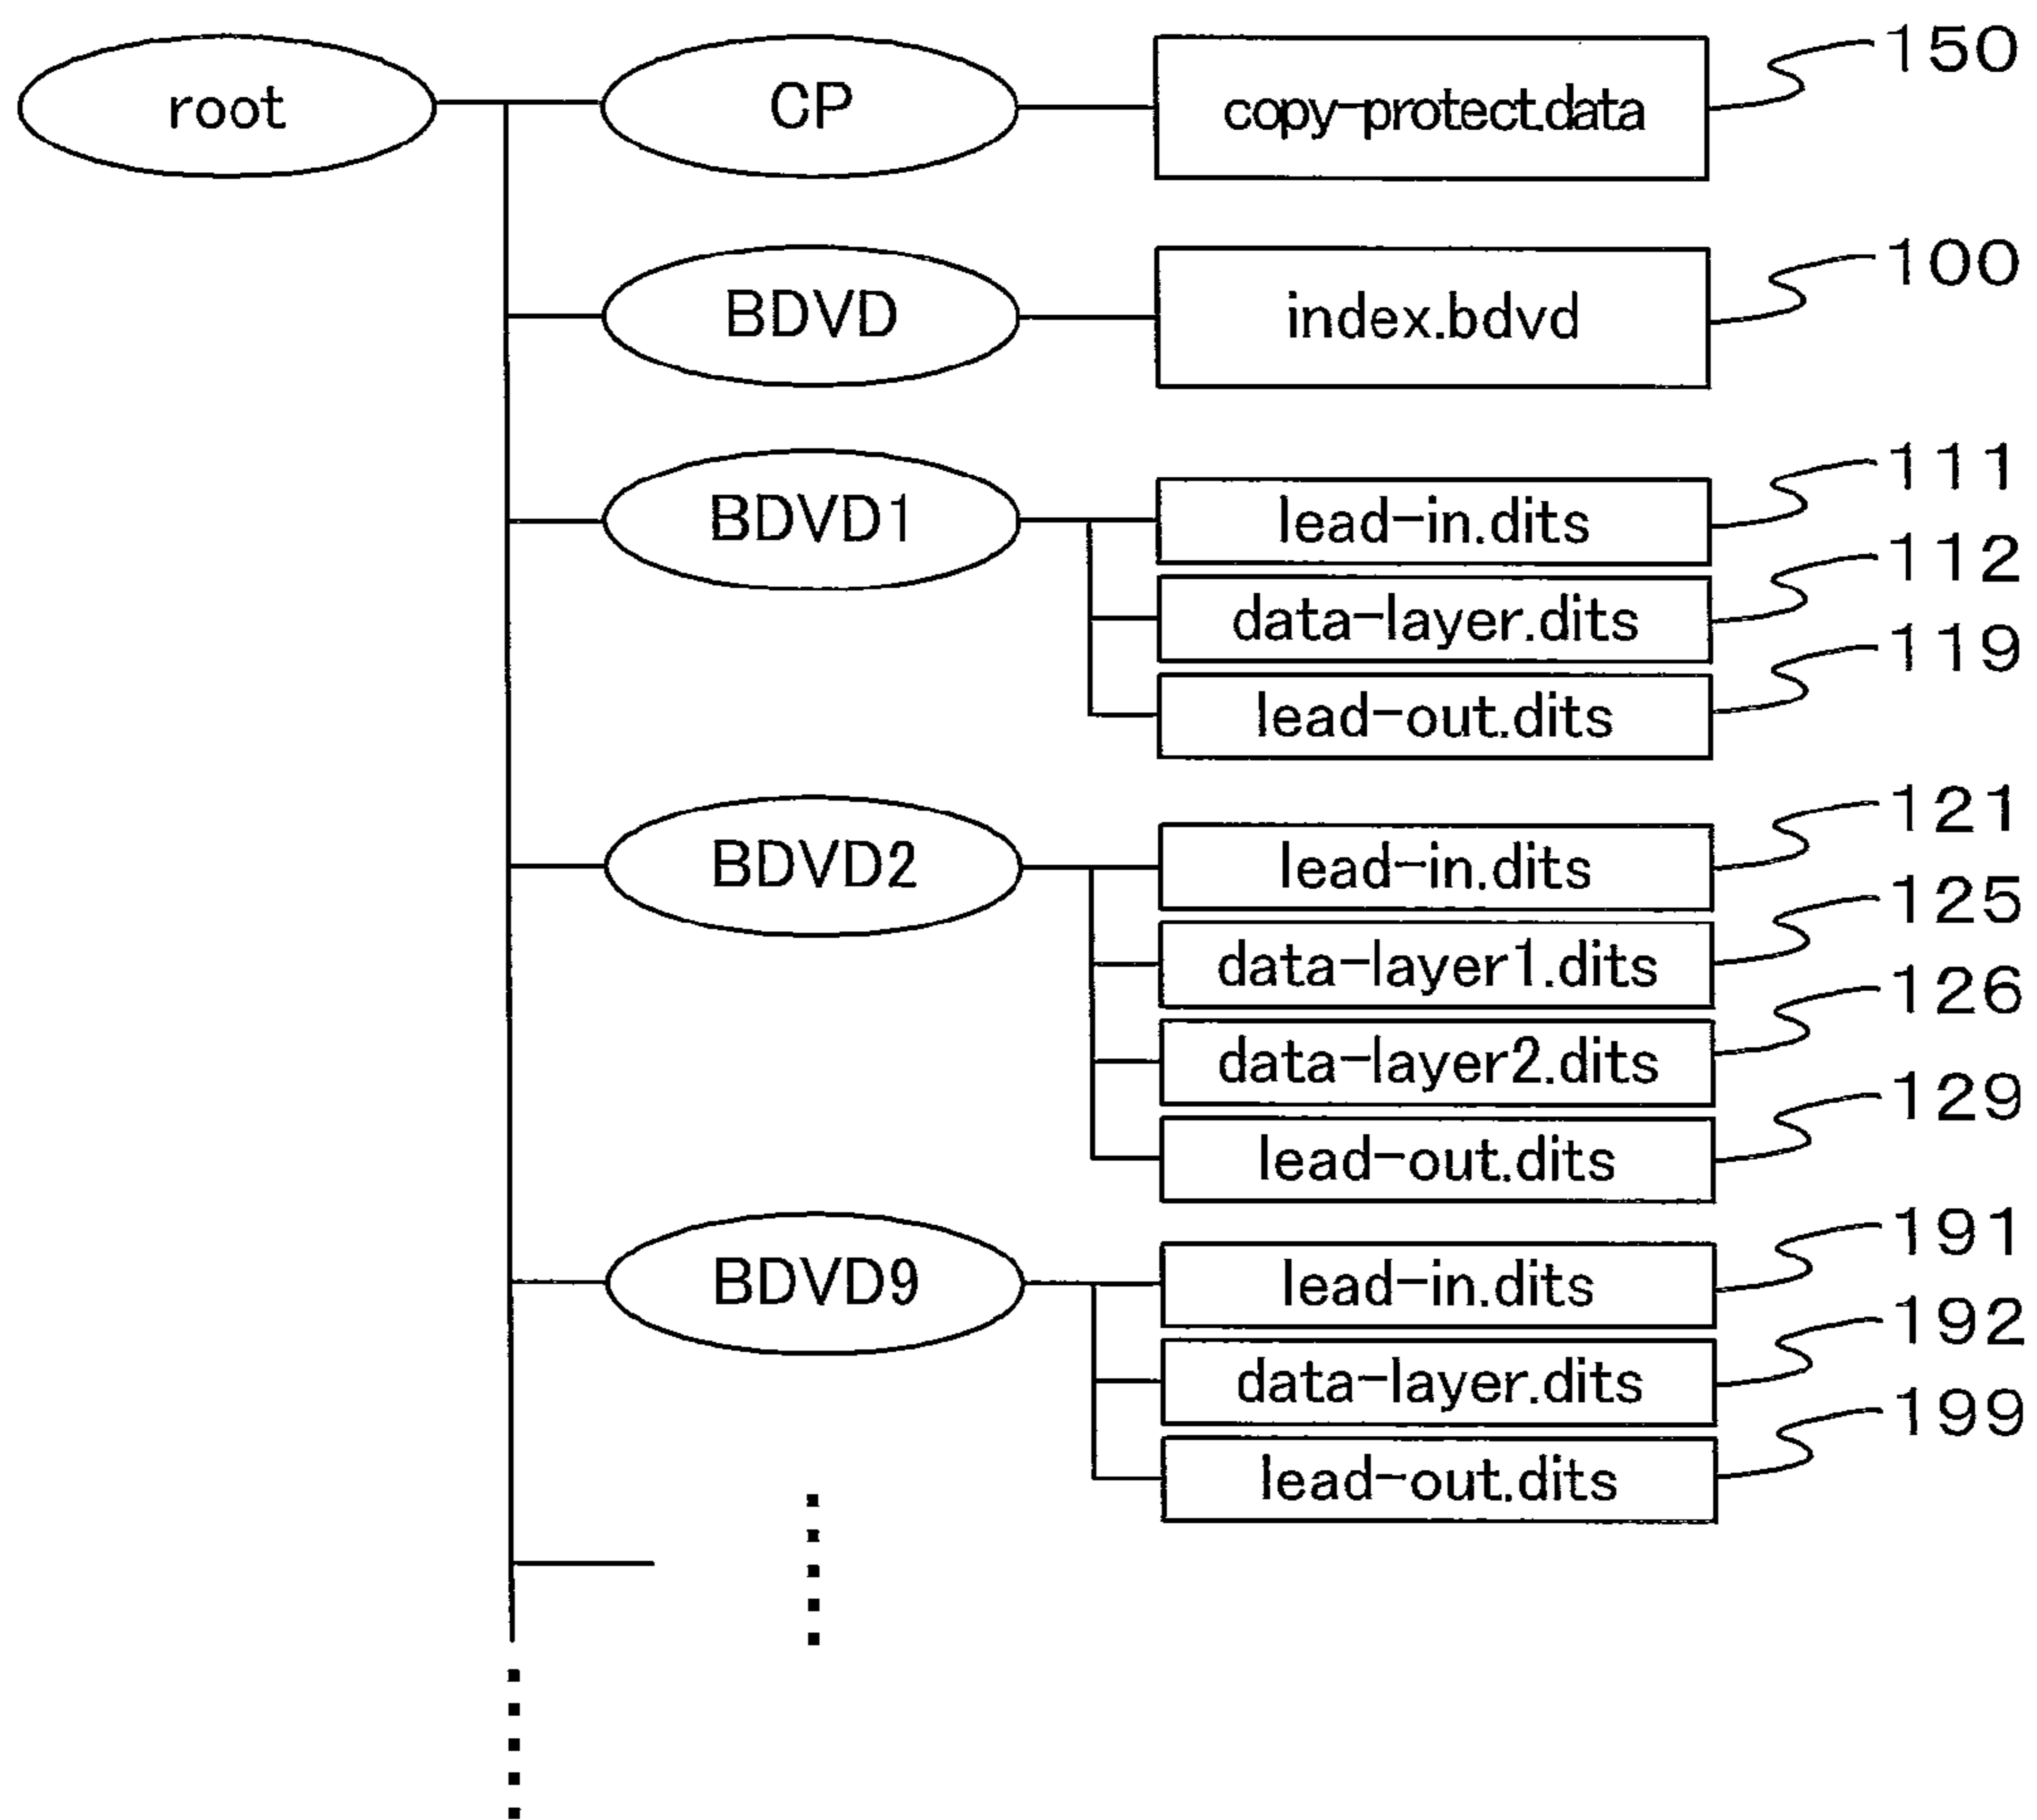 root
CP
copy-protect.data
150
BDVD
index.bdvd
100
BDVD1
lead-in.dits
111
data-layer.dits
112
lead-out.dits
119
BDVD2
lead-in.dits
121
data-layer1.dits
125
data-layer2.dits
126
lead-out.dits
129
BDVD9
lead-in.dits
191
data-layer.dits
192
lead-out.dits
199